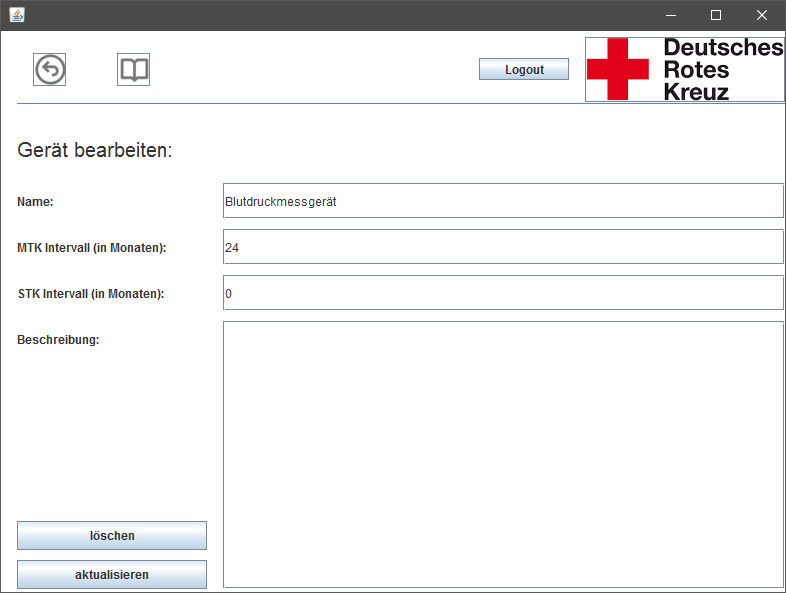 Logout
Deutsches
Rotes
Kreuz
Gerät bearbeiten:
Name:
Blutdruckmessgerät
MTK Intervall (in Monaten):
24
STK Intervall (in Monaten):
0
Beschreibung:
löschen
aktualisieren